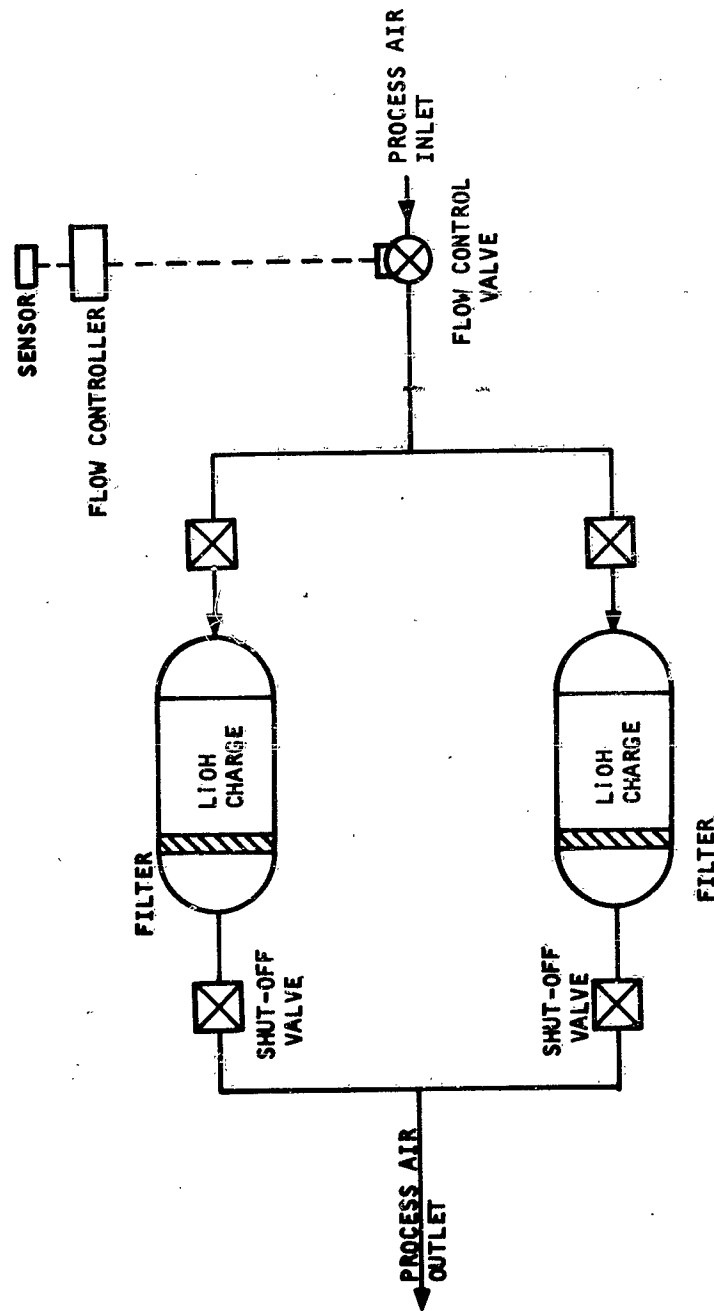 SENSOR
FLOW CONTROLLER
PROCESS AIR
INLET
FLOW CONTROL
VALVE
LIOH
CHARGE
FILTER
SHUT-OFF
VALVE
LIOH
CHARGE
FILTER
SHUT-OFF
VALVE
PROCESS AIR
OUTLET